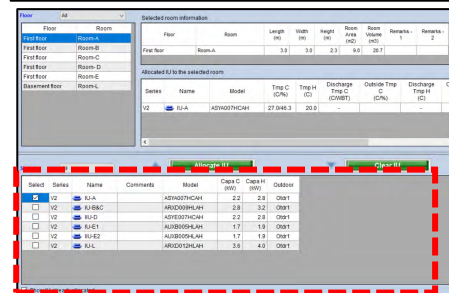 Floor All
Floor Room
First floor Room-A
First floor Room-B
First floor Room-C
First floor Room- D
First floor Room-E
Basement floor Room-L
Selected room information
Floor Room Length (m) Width (m) Height (m) Room Area (m2) Room Volume (m3) Remarks - 1 Remarks - 2
First floor Room-A 3.0 3.0 2.3 9.0 20.7
Allocated IU to the selected room
Series Name Model Tmp C (C/%) Tmp H (C) Discharge Tmp C (C/WBT) Outside Tmp C (C/%) Discharge Tmp H (C)
V2 IU-A ASYA007HCAH 27.0/46.3 20.0 - -
Allocate IU Clear IU
Select Series Name Comments Model Capa C (kW) Capa H (kW) Outdoor
V2 IU-A ASYA007HCAH 2.2 2.8 Otdr1
V2 IU-B&C ARXD009HLAH 2.8 3.2 Otdr1
V2 IU-D ASYE007HCAH 2.2 2.8 Otdr1
V2 IU-E1 AUXB005HLAH 1.7 1.9 Otdr1
V2 IU-E2 AUXB005HLAH 1.7 1.9 Otdr1
V2 IU-L ARXD012HLAH 3.6 4.0 Otdr1